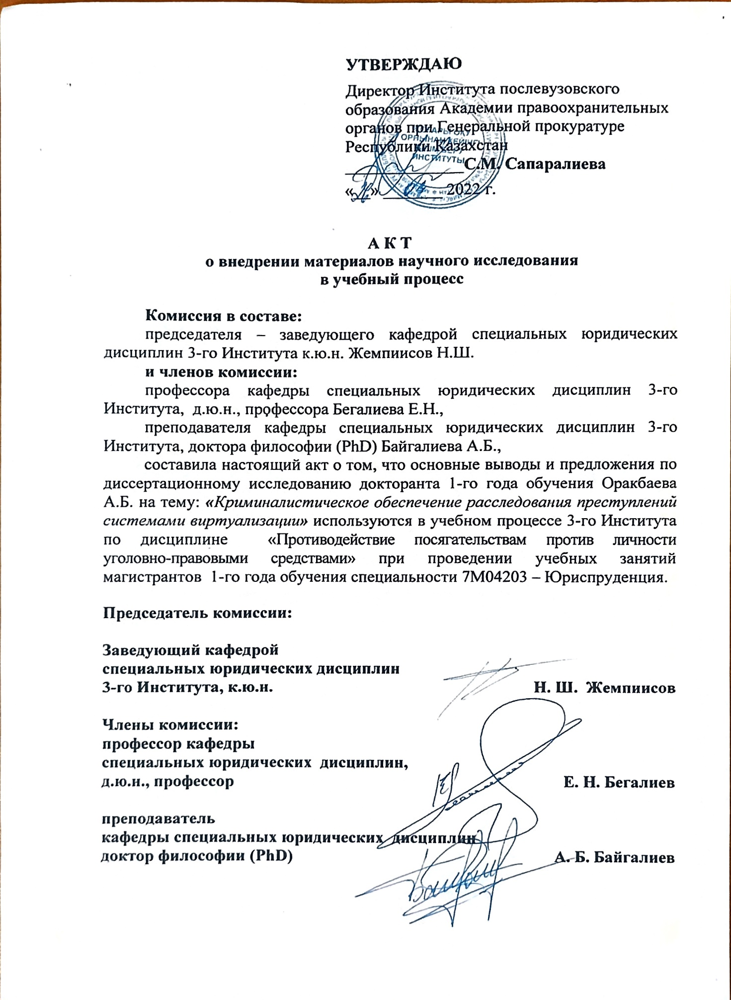 УТВЕРЖДАЮ
Директор Института послевузовского
образования Академии правоохранительных
органов при Генеральной прокуратуре
Республики Казахстан
С.М. Сапаралиева
« » 2022 г.
ИНСТИТУТЫ
А К Т
о внедрении материалов научного исследования
в учебный процесс
Комиссия в составе:
председателя – заведующего кафедрой специальных юридических
дисциплин 3-го Института к.ю.н. Жемпиисов Н.Ш.
и членов комиссии:
профессора кафедры специальных юридических дисциплин 3-го
Института, д.ю.н., профессора Бегалиева Е.Н.,
преподавателя кафедры специальных юридических дисциплин 3-го
Института, доктора философии (PhD) Байгалиева А.Б.,
составила настоящий акт о том, что основные выводы и предложения по
диссертационному исследованию докторанта 1-го года обучения Оракбаева
А.Б. на тему: «Криминалистическое обеспечение расследования преступлений
системами виртуализации» используются в учебном процессе 3-го Института
по дисциплине «Противодействие посягательствам против личности
уголовно-правовыми средствами» при проведении учебных занятий
магистрантов 1-го года обучения специальности 7М04203 – Юриспруденция.
Председатель комиссии:
Заведующий кафедрой
специальных юридических дисциплин
3-го Института, к.ю.н. Н. Ш. Жемпиисов
Члены комиссии:
профессор кафедры
специальных юридических дисциплин,
д.ю.н., профессор Е. Н. Бегалиев
преподаватель
кафедры специальных юридических дисциплин
доктор философии (PhD) А. Б. Байгалиев